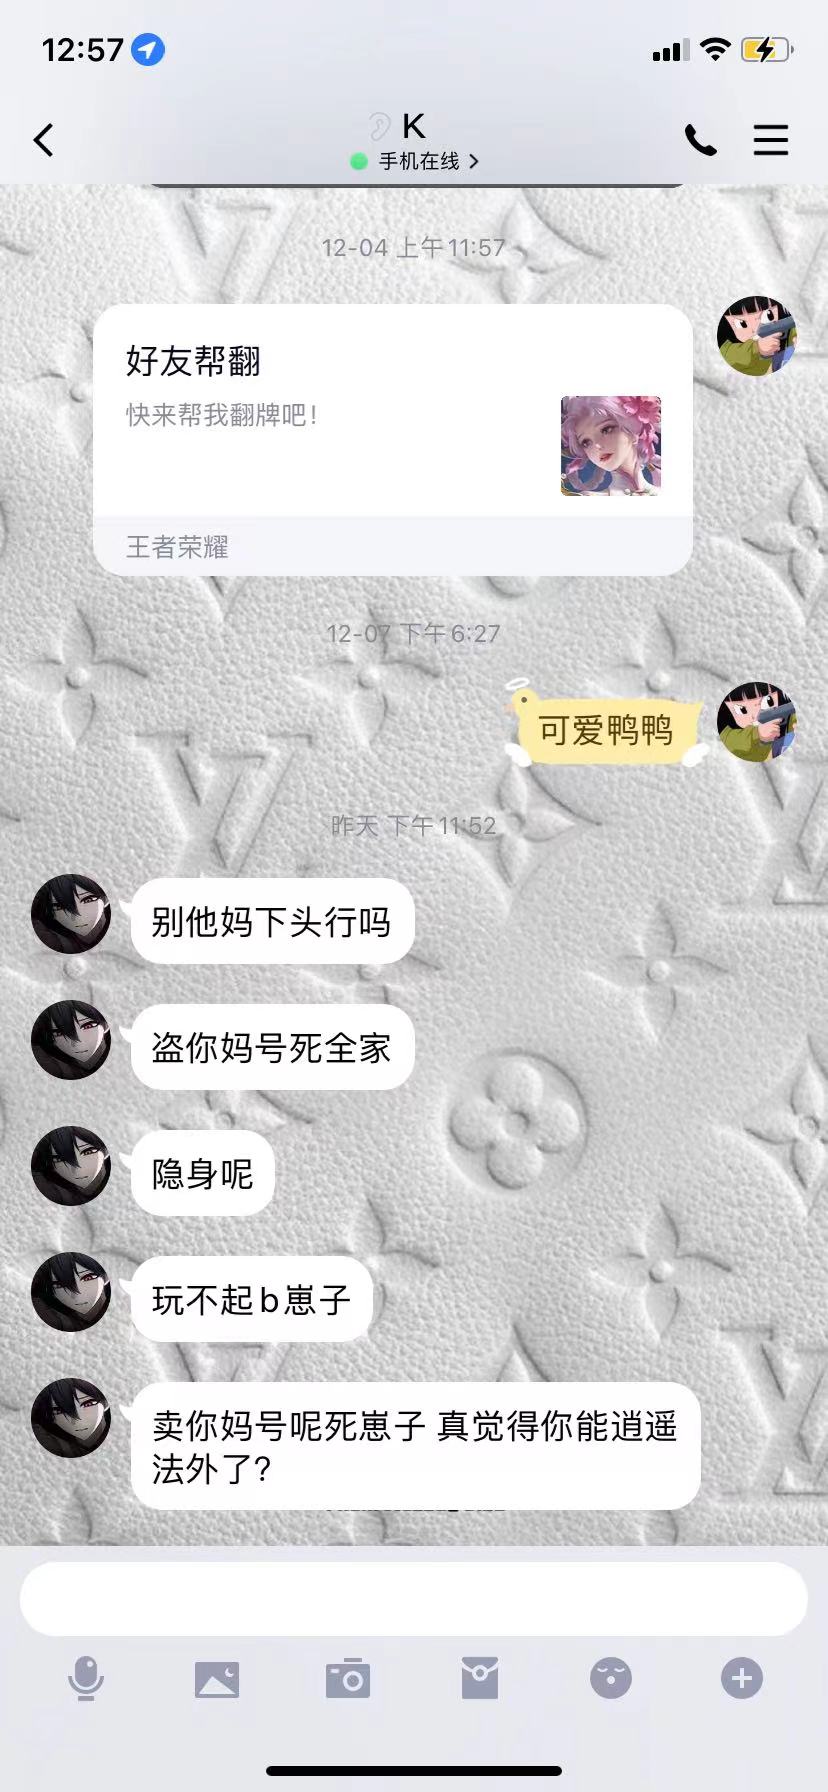 12:57
K
手机在线
12-04 上午11:57
好友帮翻
快来帮我翻牌吧!
王者荣耀
12-07 下午6:27
可爱鸭鸭
昨天 下午11:52
别他妈下头行吗
盗你妈号死全家
隐身呢
玩不起b崽子
卖你妈号呢死崽子 真觉得你能逍遥
法外了?